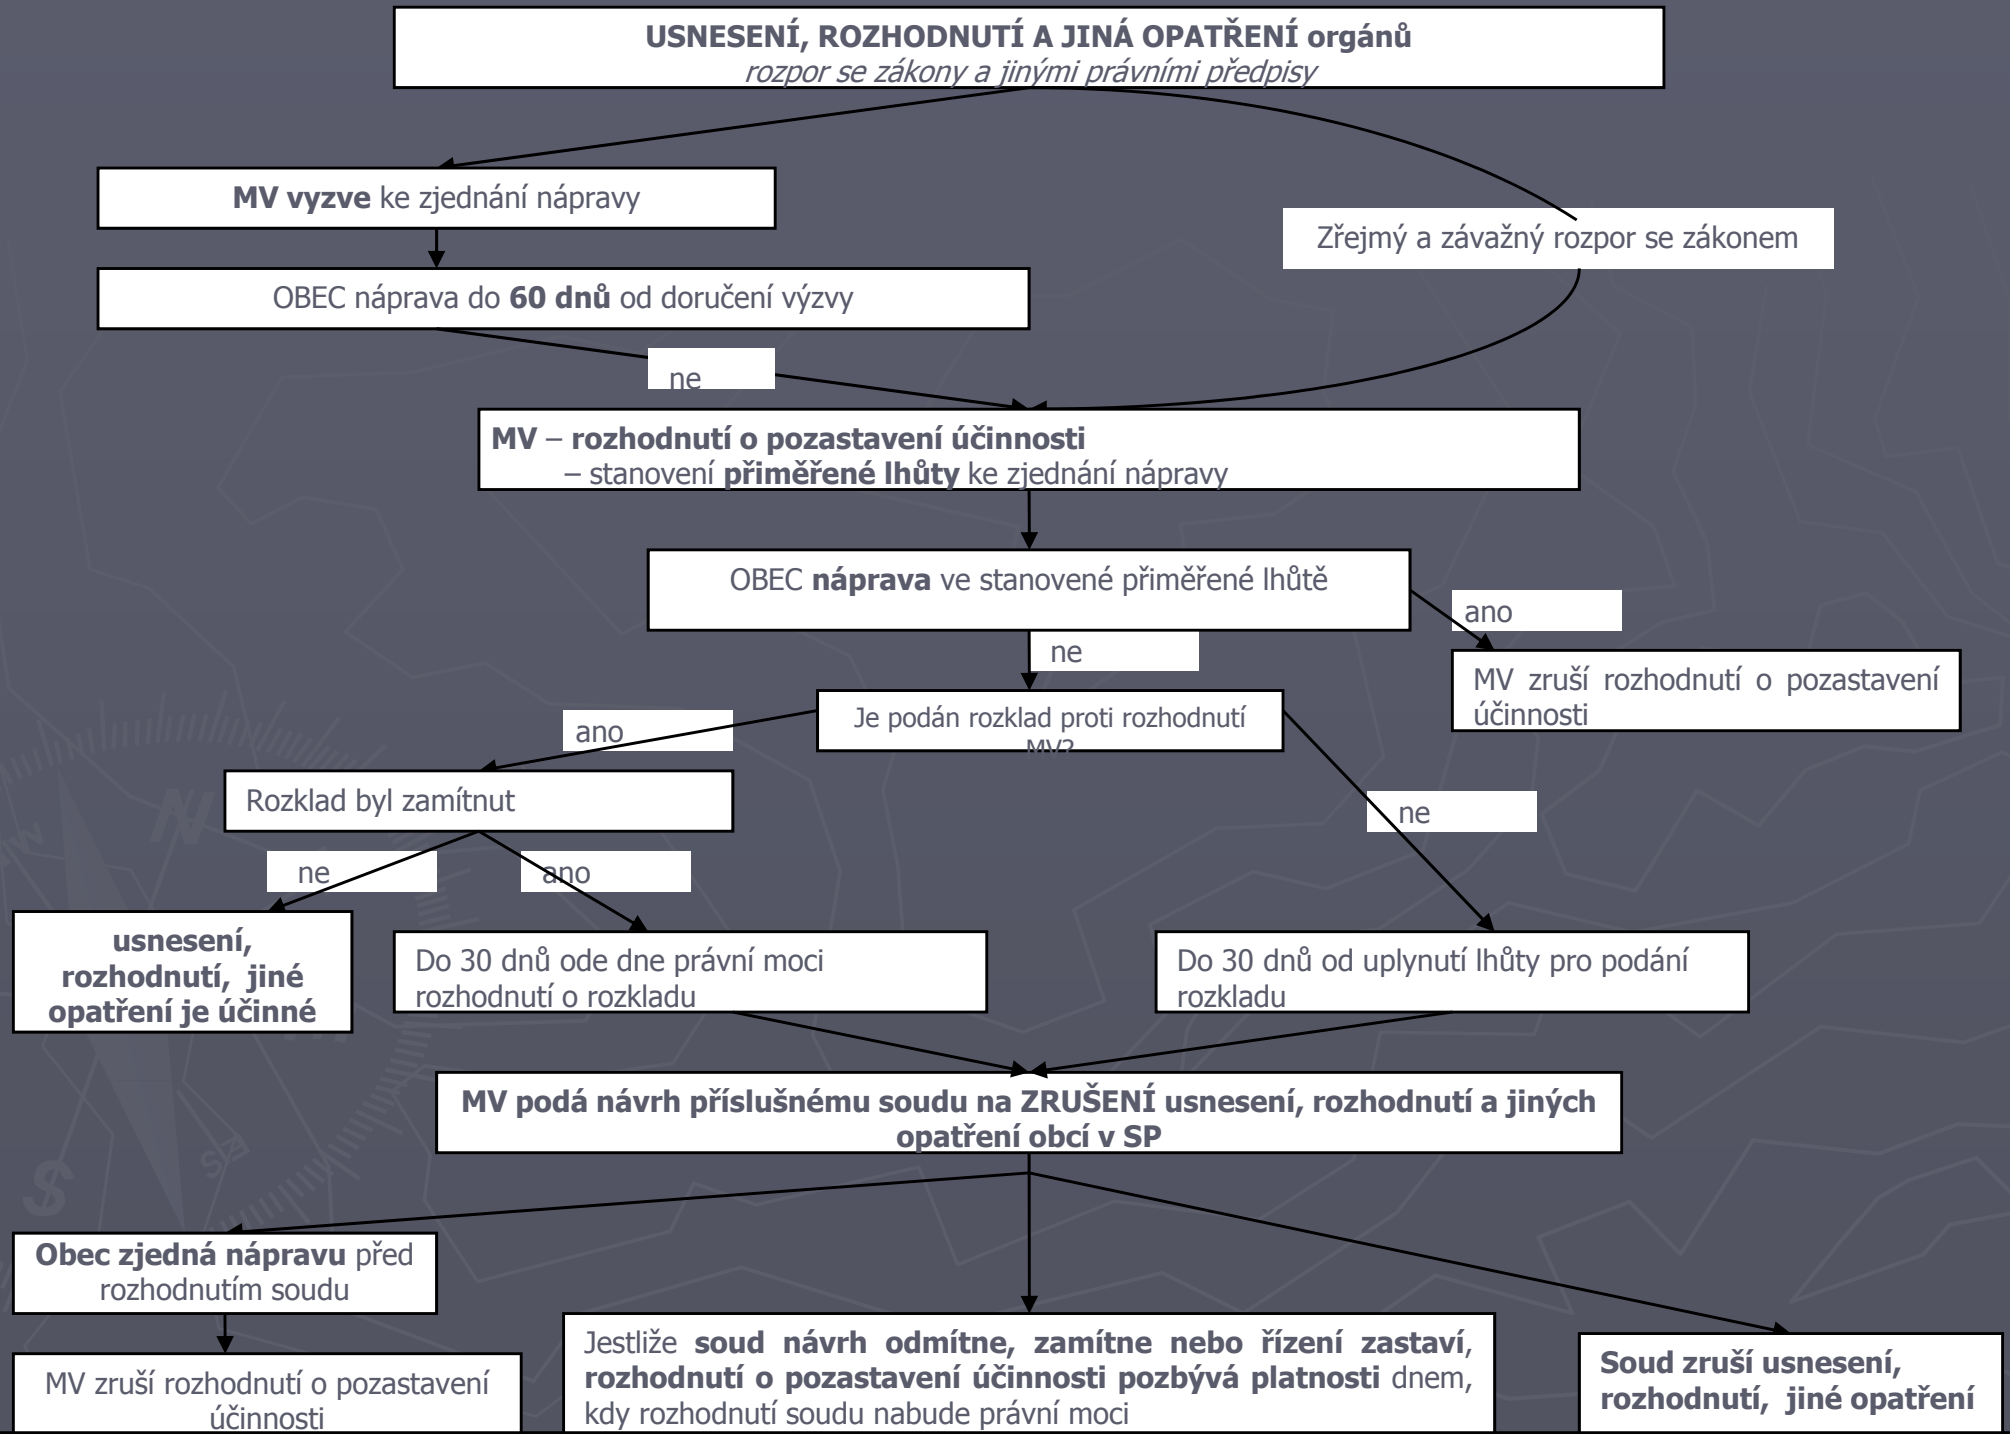 USNESENÍ, ROZHODNUTÍ A JINÁ OPATŘENÍ orgánů
rozpor se zákony a jinými právními předpisy
MV vyzve ke zjednání nápravy
Zřejmý a závažný rozpor se zákonem
OBEC náprava do 60 dnů od doručení výzvy
ne
MV – rozhodnutí o pozastavení účinnosti
– stanovení přiměřené lhůty ke zjednání nápravy
OBEC náprava ve stanovené přiměřené lhůtě
ano
ne
MV zruší rozhodnutí o pozastavení
účinnosti
Je podán rozklad proti rozhodnutí
MV?
ano
Rozklad byl zamítnut
ne
ne
ano
usnesení,
rozhodnutí, jiné
opatření je účinné
Do 30 dnů ode dne právní moci
rozhodnutí o rozkladu
Do 30 dnů od uplynutí lhůty pro podání
rozkladu
MV podá návrh příslušnému soudu na ZRUŠENÍ usnesení, rozhodnutí a jiných
opatření obcí v SP
Obec zjedná nápravu před
rozhodnutím soudu
MV zruší rozhodnutí o pozastavení
účinnosti
Jestliže soud návrh odmítne, zamítne nebo řízení zastaví,
rozhodnutí o pozastavení účinnosti pozbývá platnosti dnem,
kdy rozhodnutí soudu nabude právní moci
Soud zruší usnesení,
rozhodnutí, jiné opatření
N
S